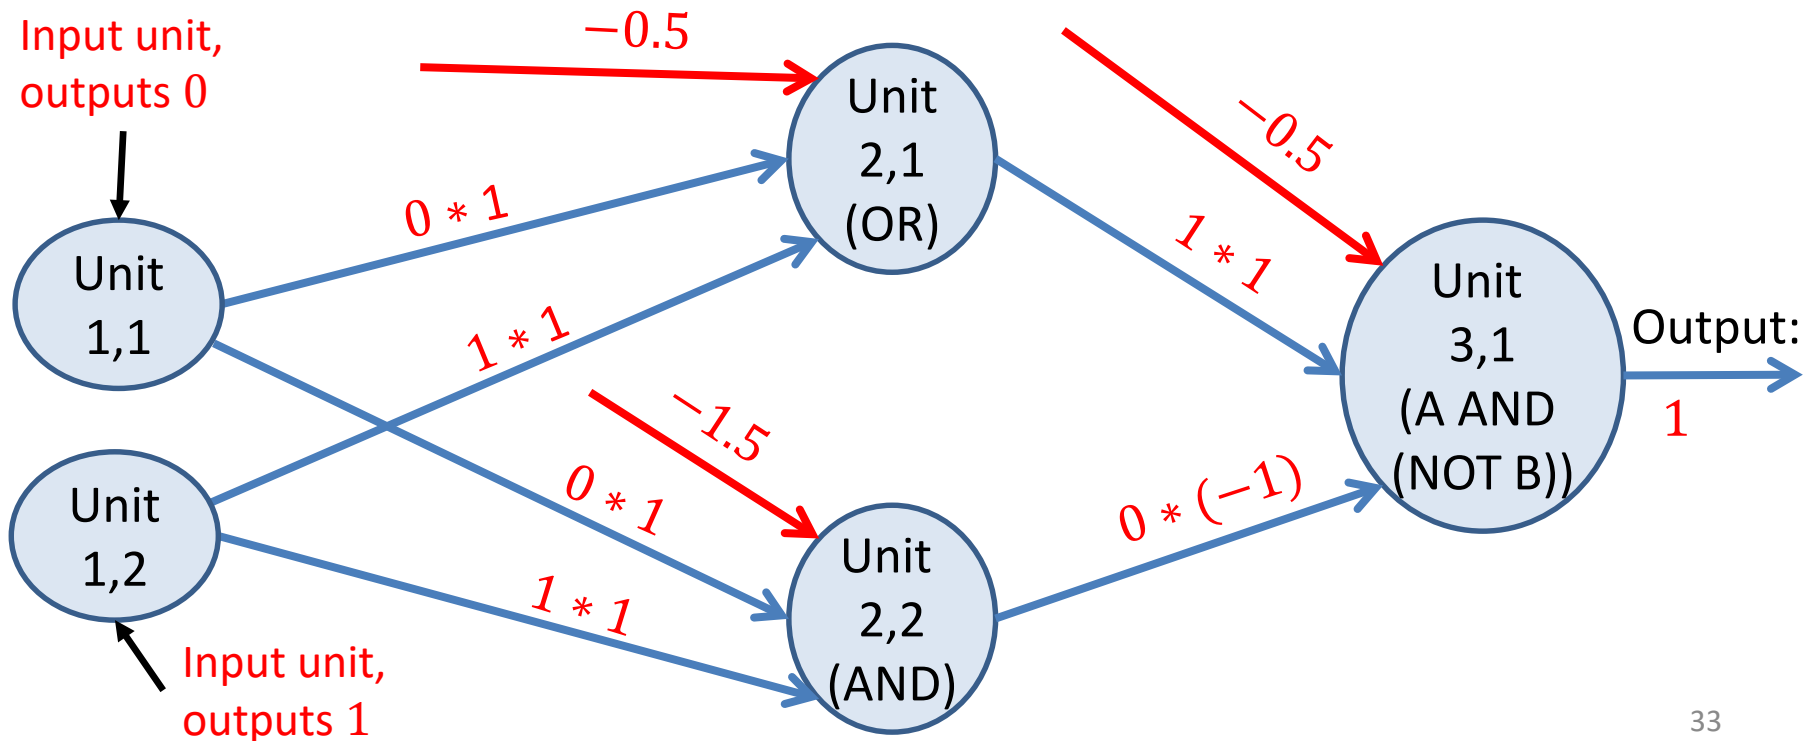 Input unit,
outputs 0
−0.5
−0.5
Unit
2,1
(OR)
0 * 1
1 * 1
Unit
1,1
1 * 1
Unit
3,1
(A AND
(NOT B))
Output:
1
−1.5
0 * 1
0 * (−1)
Unit
1,2
1 * 1
Unit
2,2
(AND)
Input unit,
outputs 1
33